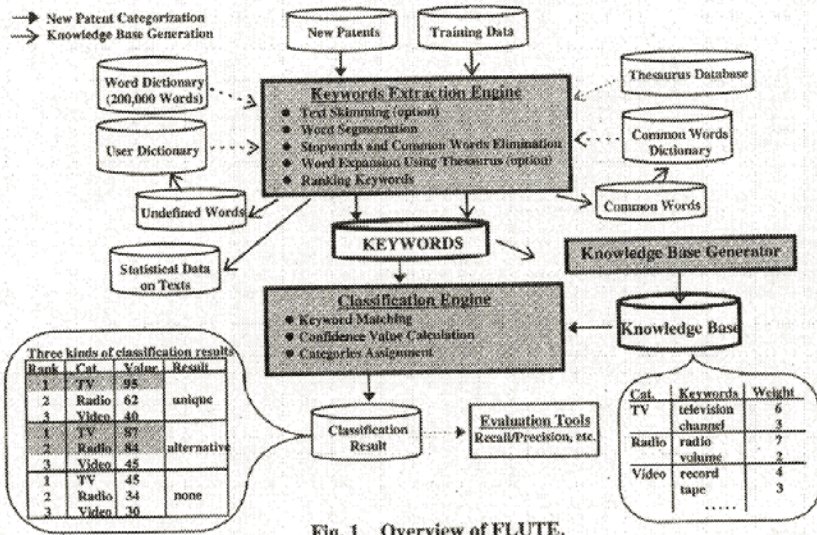 New Patent Categorization
Knowledge Base Generation
New Patents
Training Data
Word Dictionary
(200,000 Words)
User Dictionary
Undefined Words
Statistical Data
on Texts
Keywords Extraction Engine
● Text Skimming (option)
● Word Segmentation
● Stopwords and Common Words Elimination
● Word Expansion Using Thesaurus (option)
● Ranking Keywords
Thesaurus Database
Common Words
Dictionary
Common Words
KEYWORDS
Knowledge Base Generator
Classification Engine
● Keyword Matching
● Confidence Value Calculation
● Categories Assignment
Knowledge Base
Three kinds of classification results
Rank Cat. Value Result
1 TV 95
2 Radio 62 unique
3 Video 40
1 TV 87
2 Radio 84 alternative
3 Video 45
1 TV 45
2 Radio 34 none
3 Video 30
Classification
Result
Evaluation Tools
Recall/Precision, etc.
Cat. Keywords Weight
TV television 6
channel 3
Radio radio 7
volume 2
Video record 4
tape 3
.....
Fig. 1 Overview of FLUTE.